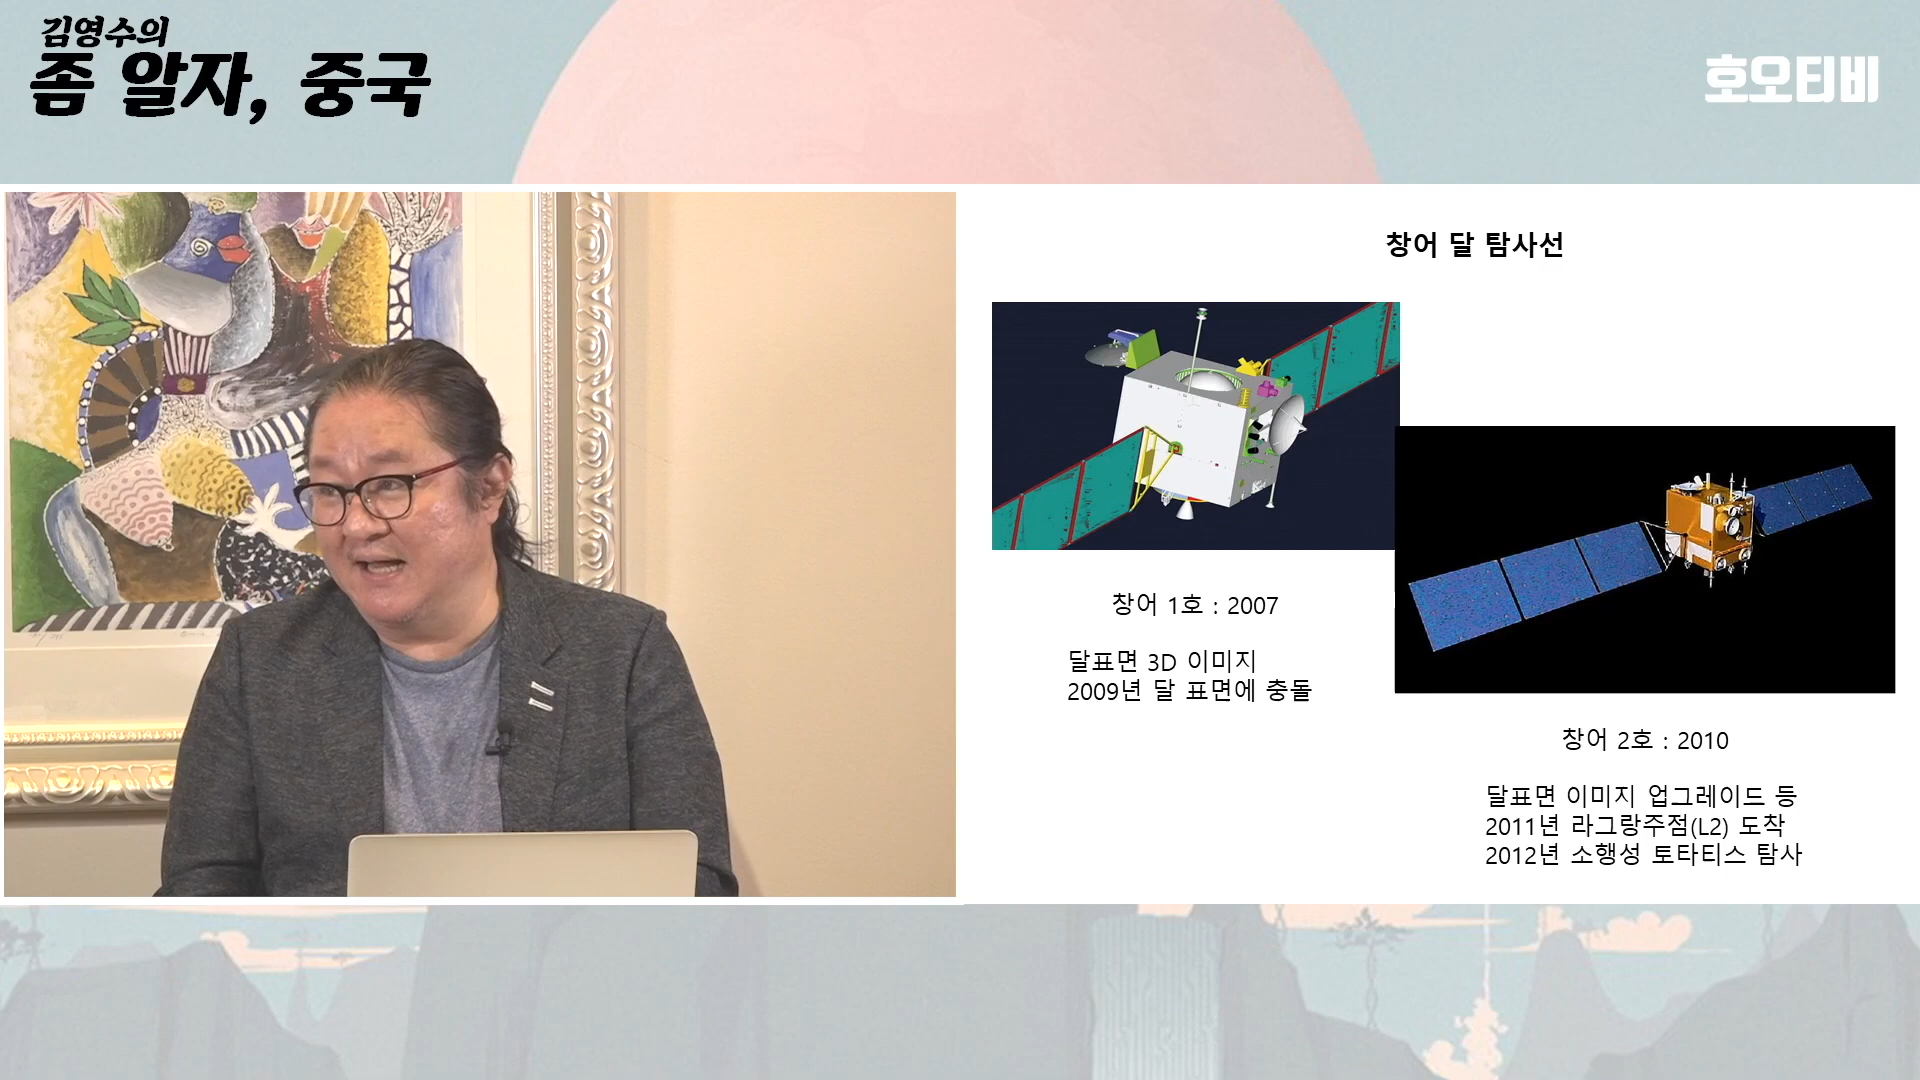 김영수의
좀 알자, 중국
호오티비
창어 달 탐사선
창어 1호 : 2007
달표면 3D 이미지
2009년 달 표면에 충돌
창어 2호 : 2010
달표면 이미지 업그레이드 등
2011년 라그랑주점(L2) 도착
2012년 소행성 토타티스 탐사